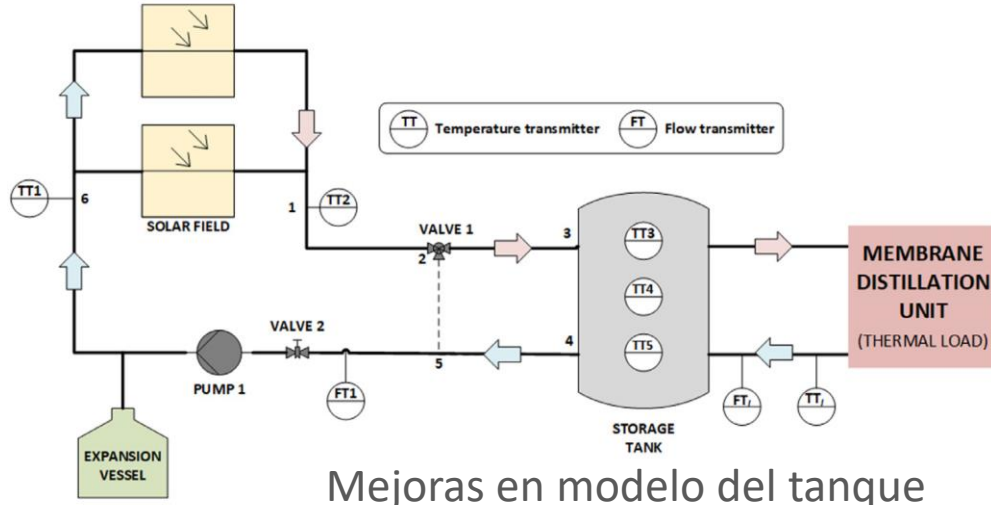 TT Temperature transmitter FT Flow transmitter
TT1
6
SOLAR FIELD
1
TT2
VALVE 1
2
3
TT3
TT4
TT5
4
MEMBRANE
DISTILLATION
UNIT
(THERMAL LOAD)
VALVE 2
PUMP 1
FT1
5
STORAGE
TANK
FTI
TTI
EXPANSION
VESSEL
Mejoras en modelo del tanque